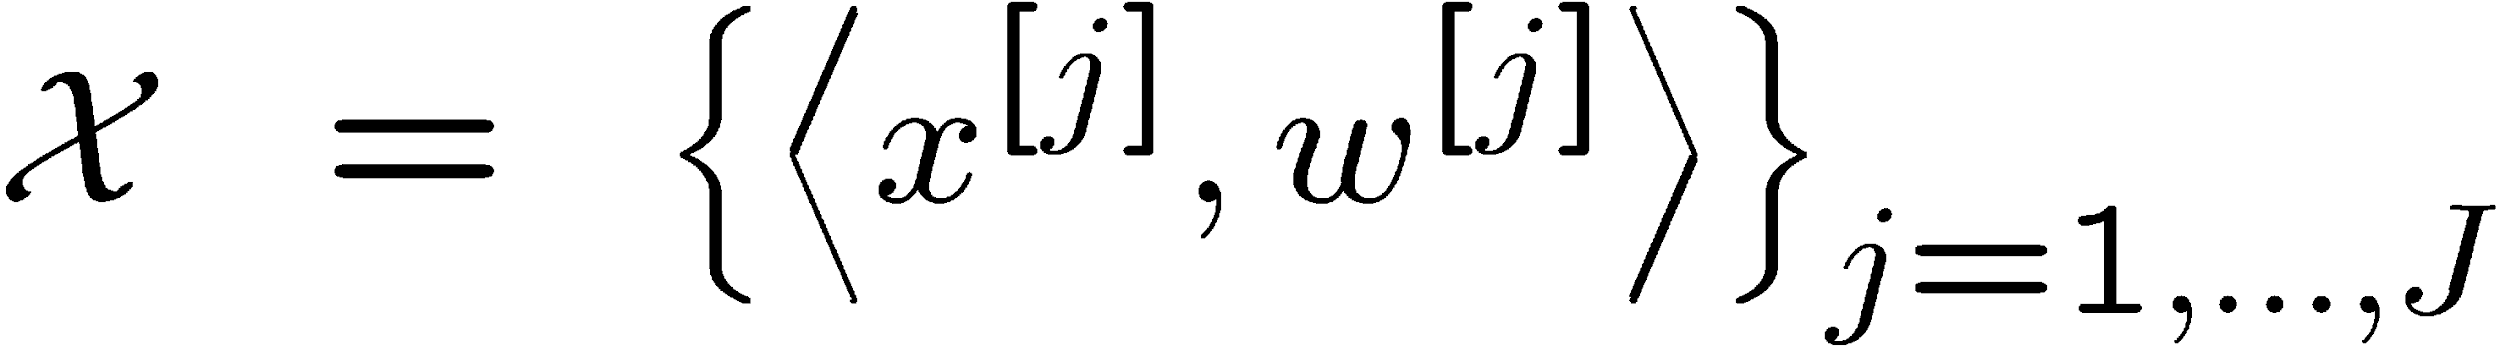 𝒳 = {⟨x^[j], w^[j]⟩}_{j=1,...,J}